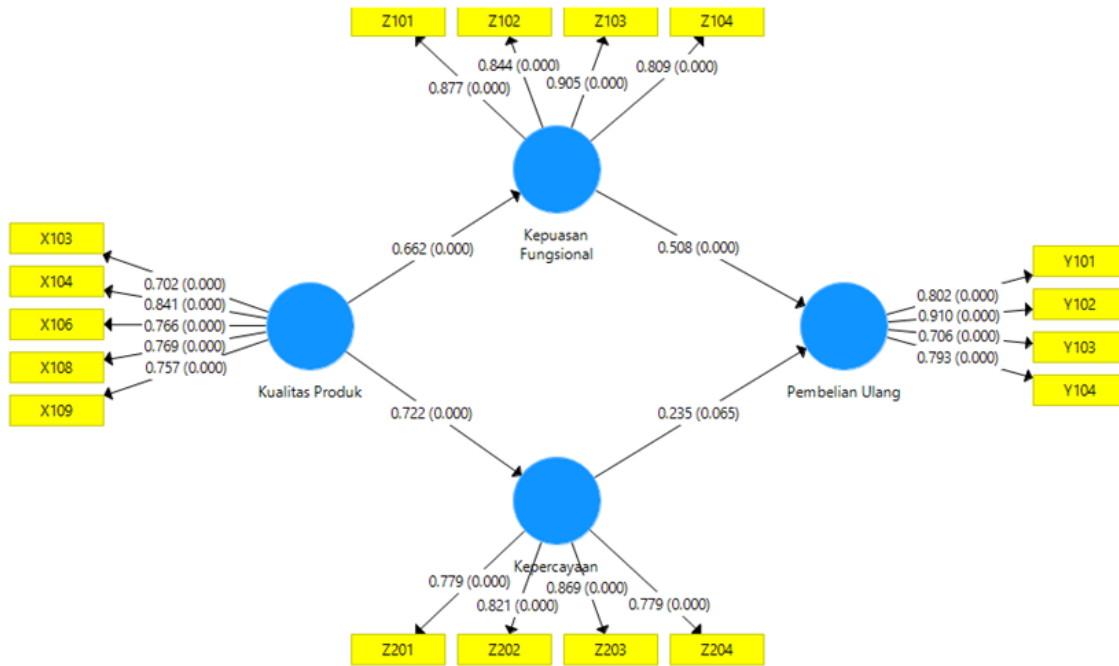 Z101
Z102
Z103
Z104
0.877 (0.000)
0.844 (0.000)
0.905 (0.000)
0.809 (0.000)
Kepuasan
Fungsional
0.662 (0.000)
0.508 (0.000)
X103
X104
X106
X108
X109
0.702 (0.000)
0.841 (0.000)
0.766 (0.000)
0.769 (0.000)
0.757 (0.000)
Kualitas Produk
Pembelian Ulang
0.802 (0.000)
0.910 (0.000)
0.706 (0.000)
0.793 (0.000)
Y101
Y102
Y103
Y104
0.722 (0.000)
0.235 (0.065)
Kepercayaan
0.779 (0.000)
0.821 (0.000)
0.869 (0.000)
0.779 (0.000)
Z201
Z202
Z203
Z204